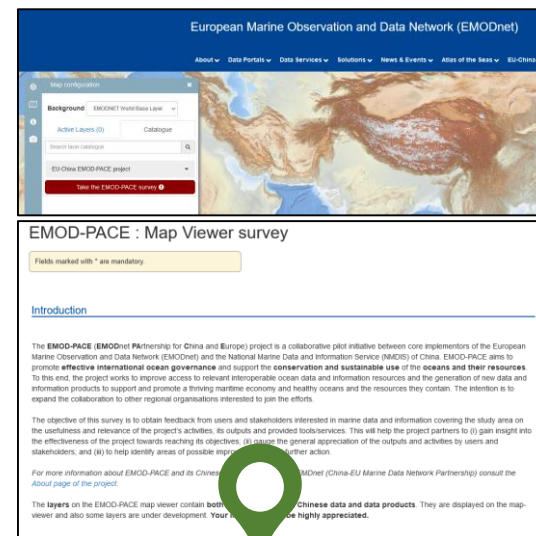 European Marine Observation and Data Network (EMODnet)
About Data Portals Data Services Solutions News & Events Atlas of the Seas EU-China
Map configuration
Background EMODNET World Base Layer
Active Layers (0) Catalogue
Search layer catalogue
EU-China EMOD-PACE project
Take the EMOD-PACE survey
EMOD-PACE : Map Viewer survey
Fields marked with * are mandatory.
Introduction
The EMOD-PACE (EMODnet PArtnership for China and Europe) project is a collaborative pilot initiative between core implementors of the European
Marine Observation and Data Network (EMODnet) and the National Marine Data and Information Service (NMDIS) of China. EMOD-PACE aims to
promote effective international ocean governance and support the conservation and sustainable use of the oceans and their resources.
To this end, the project works to improve access to relevant interoperable ocean data and information resources and the generation of new data and
information products to support and promote a thriving maritime economy and healthy oceans and the resources they contain. The intention is to
expand the collaboration to other regional organisations interested to join the efforts.
The objective of this survey is to obtain feedback from users and stakeholders interested in marine data and information covering the study area on
the usefulness and relevance of the project's activities, its outputs and provided tools/services. This will help the project partners to (i) gain insight into
the effectiveness of the project towards reaching its objectives; (ii) gauge the general appreciation of the outputs and activities by users and
stakeholders; and (iii) to help identify areas of possible further action.
For more information about EMOD-PACE and its Chinese (China-EU Marine Data Network Partnership) consult the
About page of the project.
The layers on the EMOD-PACE map viewer contain both Chinese data and data products. They are displayed on the map-
viewer and also some layers are under development. Your be highly appreciated.